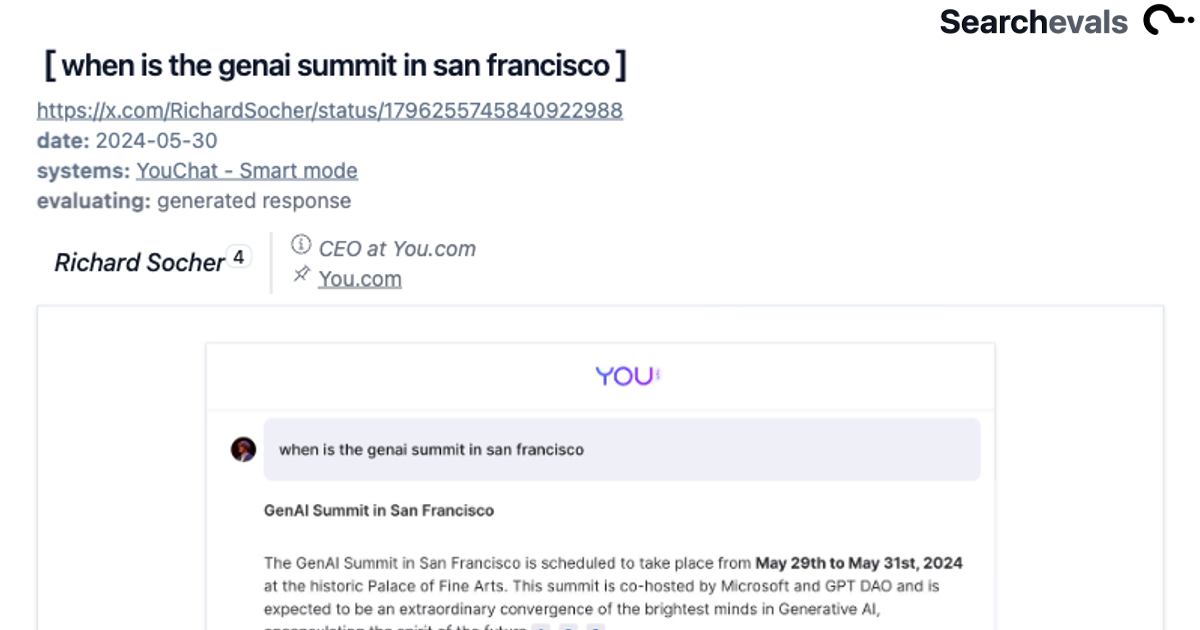 Searchevals
[ when is the genai summit in san francisco ]
https://x.com/RichardSocher/status/1796255745840922988
date: 2024-05-30
systems: YouChat - Smart mode
evaluating: generated response
Richard Socher 4
CEO at You.com
You.com
YOU
when is the genai summit in san francisco
GenAI Summit in San Francisco
The GenAI Summit in San Francisco is scheduled to take place from May 29th to May 31st, 2024
at the historic Palace of Fine Arts. This summit is co-hosted by Microsoft and GPT DAO and is
expected to be an extraordinary convergence of the brightest minds in Generative AI,